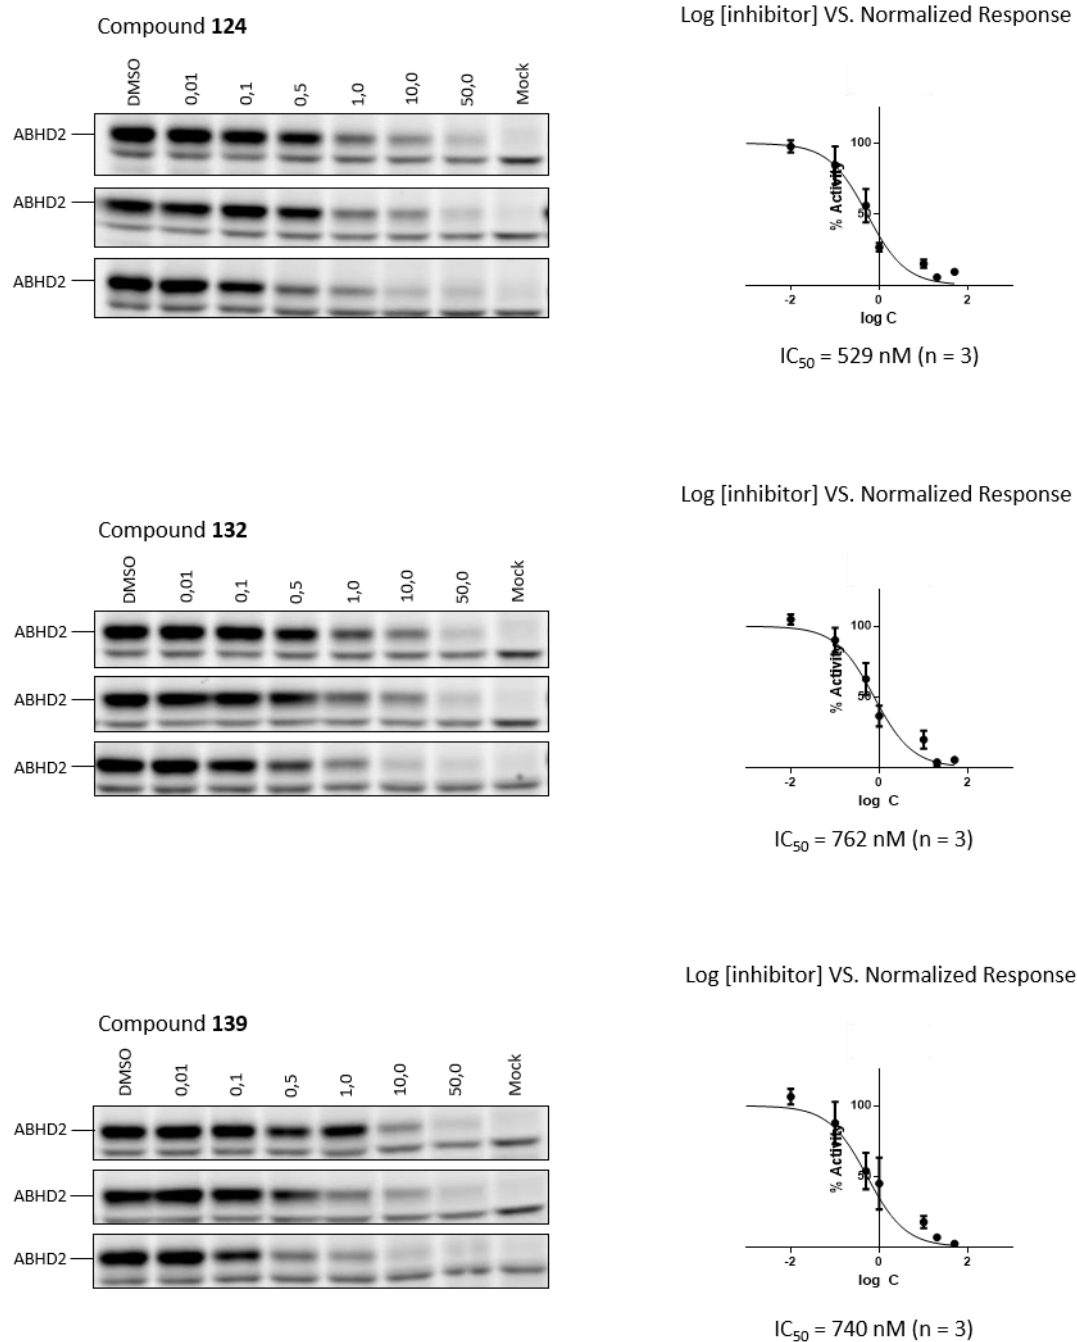 Compound 124
DMSO 0,01 0,1 0,5 1,0 10,0 50,0 Mock
ABHD2
ABHD2
ABHD2
Log [inhibitor] VS. Normalized Response
% Activity
100
50
-2 0 2
log C
IC50 = 529 nM (n = 3)
Compound 132
DMSO 0,01 0,1 0,5 1,0 10,0 50,0 Mock
ABHD2
ABHD2
ABHD2
Log [inhibitor] VS. Normalized Response
% Activity
100
50
-2 0 2
log C
IC50 = 762 nM (n = 3)
Compound 139
DMSO 0,01 0,1 0,5 1,0 10,0 50,0 Mock
ABHD2
ABHD2
ABHD2
Log [inhibitor] VS. Normalized Response
% Activity
100
50
-2 0 2
log C
IC50 = 740 nM (n = 3)